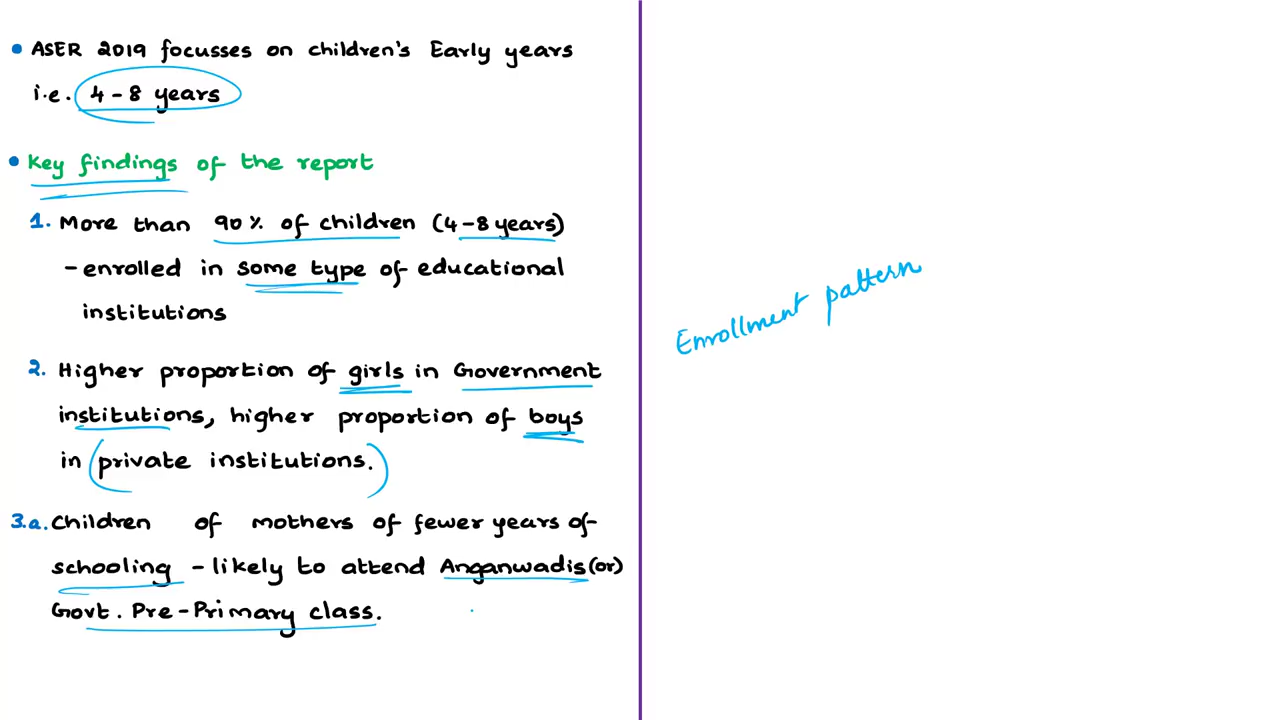 • ASER 2019 focusses on children's Early years
i.e. 4-8 years
• Key findings of the report
1. More than 90% of children (4-8 years)
- enrolled in some type of educational
institutions
2. Higher proportion of girls in Government
institutions, higher proportion of boys
in (private institutions.)
3.a. Children of mothers of fewer years of
schooling - likely to attend Anganwadis (or)
Govt. Pre-Primary class.
Enrollment pattern